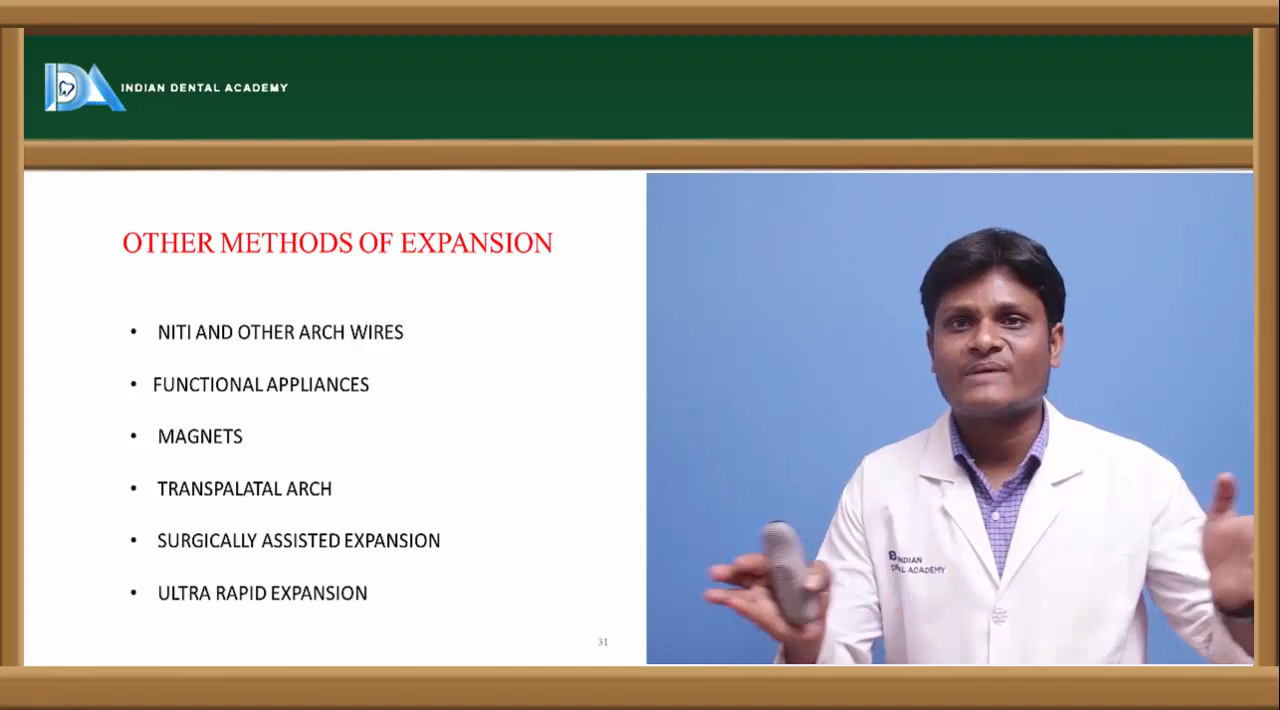 INDIAN DENTAL ACADEMY
OTHER METHODS OF EXPANSION
• NITI AND OTHER ARCH WIRES
• FUNCTIONAL APPLIANCES
• MAGNETS
• TRANSPALATAL ARCH
• SURGICALLY ASSISTED EXPANSION
• ULTRA RAPID EXPANSION
31
INDIAN
DENTAL ACADEMY